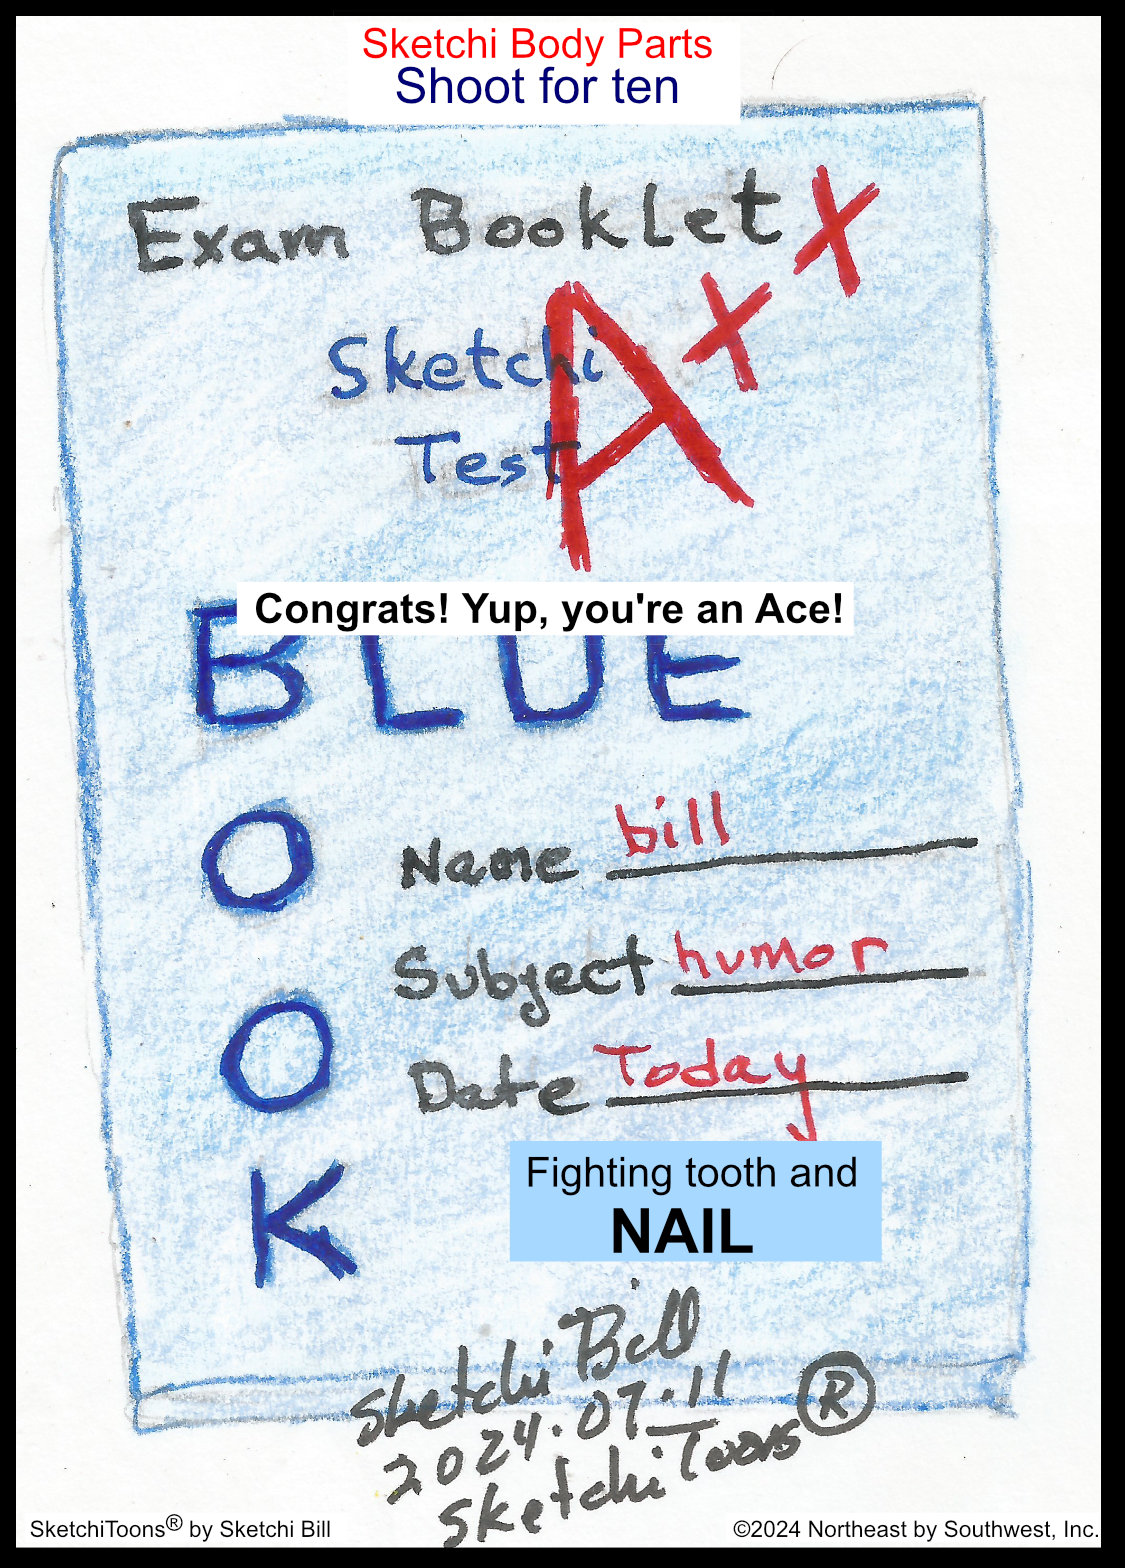 Sketchi Body Parts
Shoot for ten
Exam Booklet
Sketchi
Test
A++
Congrats! Yup, you're an Ace!
BLUE
O
Name bill
Subject humor
O
Date Today
K
Fighting tooth and
NAIL
Sketchi Bill
2024.07.11
SketchiToons®
SketchiToons® by Sketchi Bill
©2024 Northeast by Southwest, Inc.